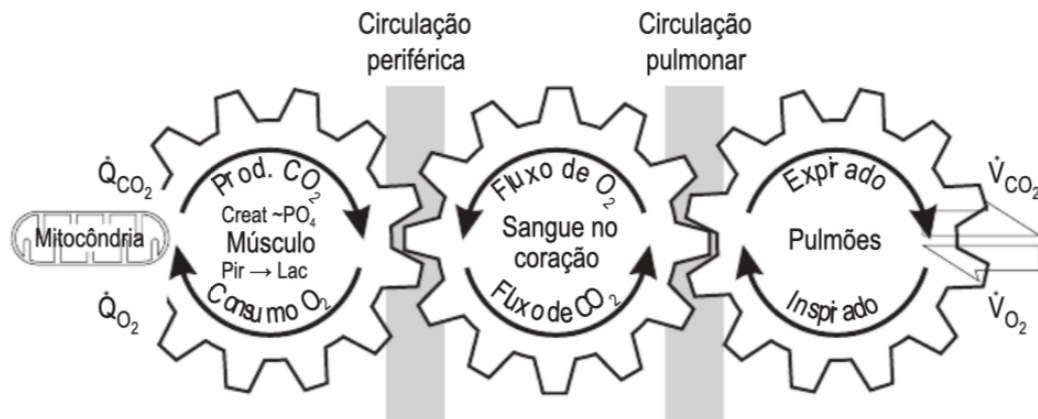 Circulação
periférica
Circulação
pulmonar
Q̇CO₂
Mitocôndria
Q̇O₂
Prod. CO₂
Creat ~PO₄
Músculo
Pir → Lac
Consumo O₂
Fluxo de O₂
Sangue no
coração
Fluxo de CO₂
Expirado
Pulmões
Inspirado
V̇CO₂
V̇O₂